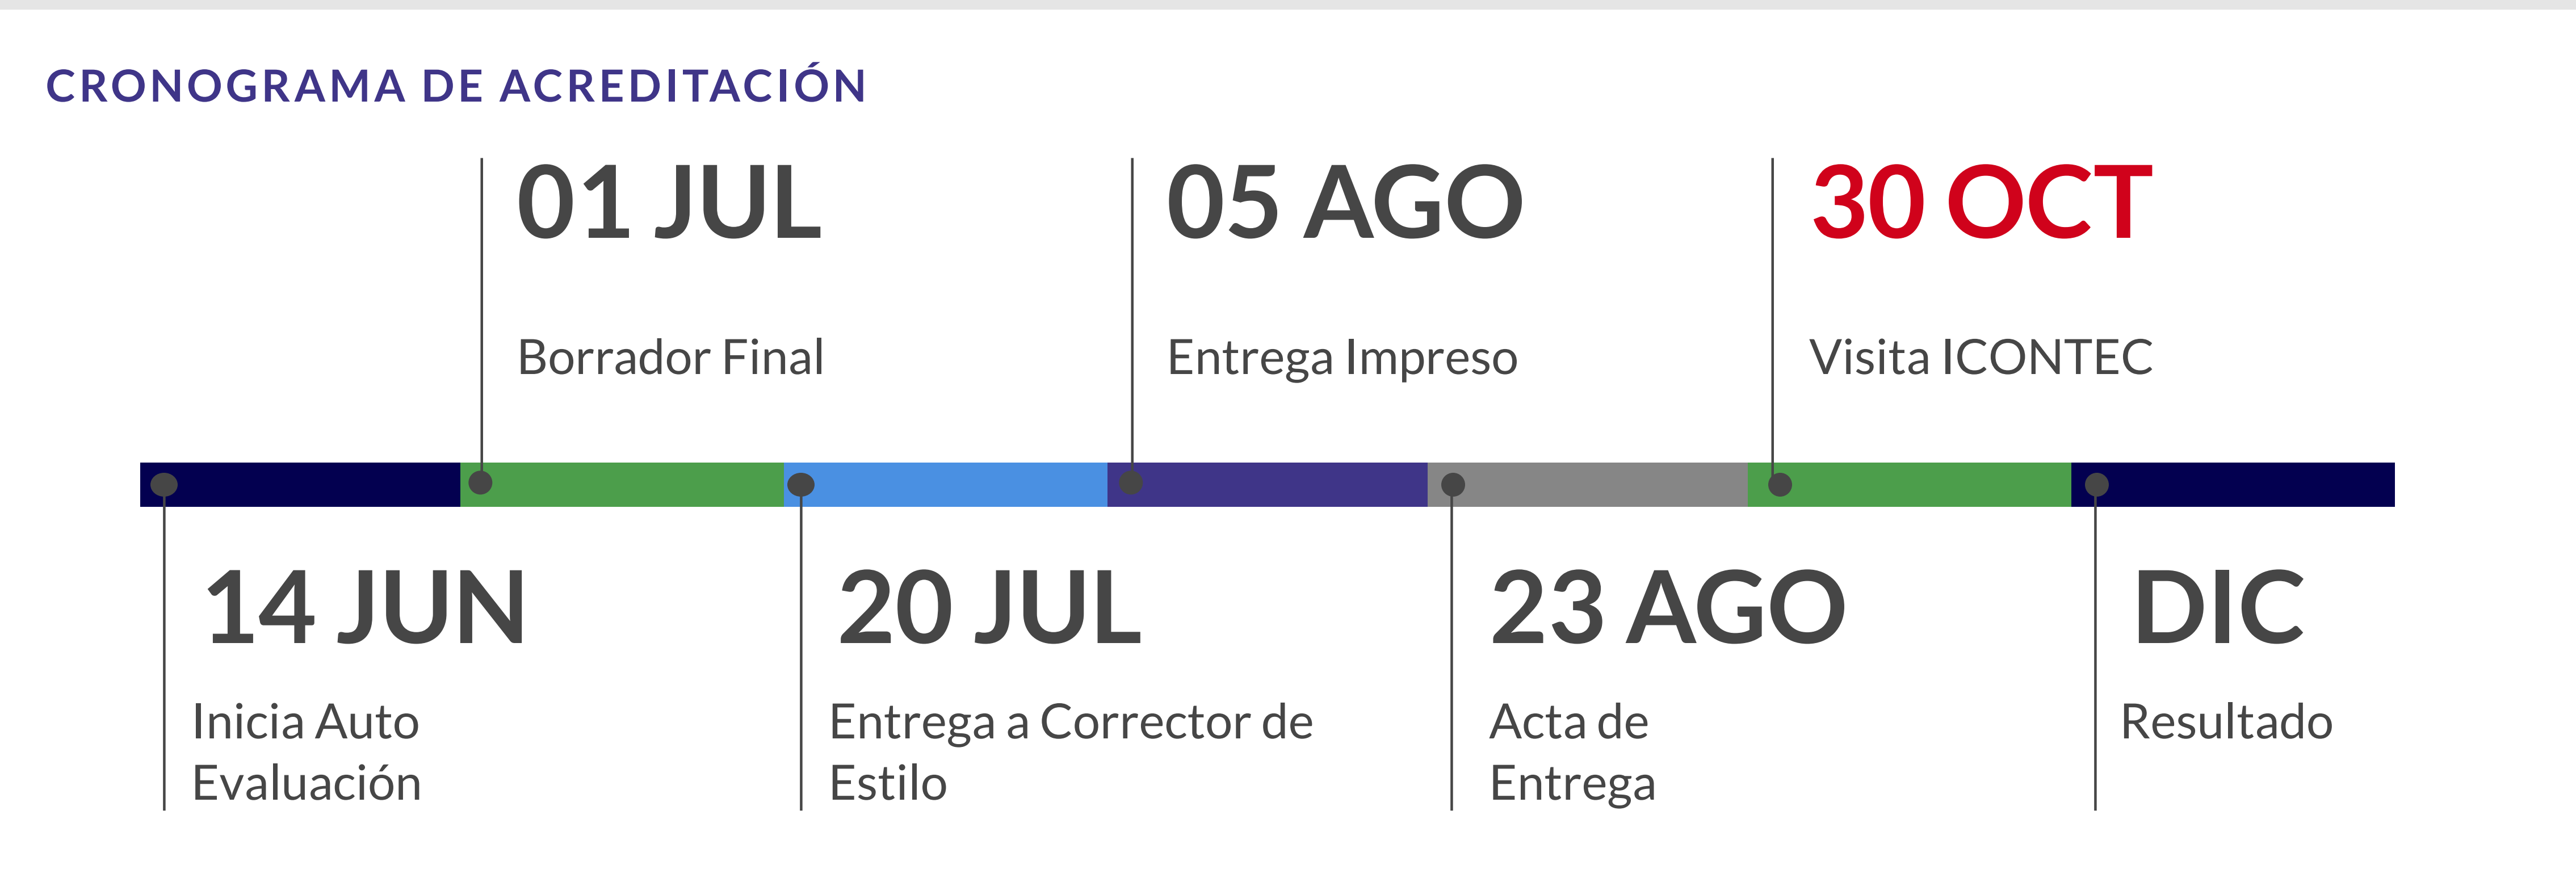 CRONOGRAMA DE ACREDITACIÓN
01 JUL
Borrador Final
05 AGO
Entrega Impreso
30 OCT
Visita ICONTEC
14 JUN
Inicia Auto
Evaluación
20 JUL
Entrega a Corrector de
Estilo
23 AGO
Acta de
Entrega
DIC
Resultado